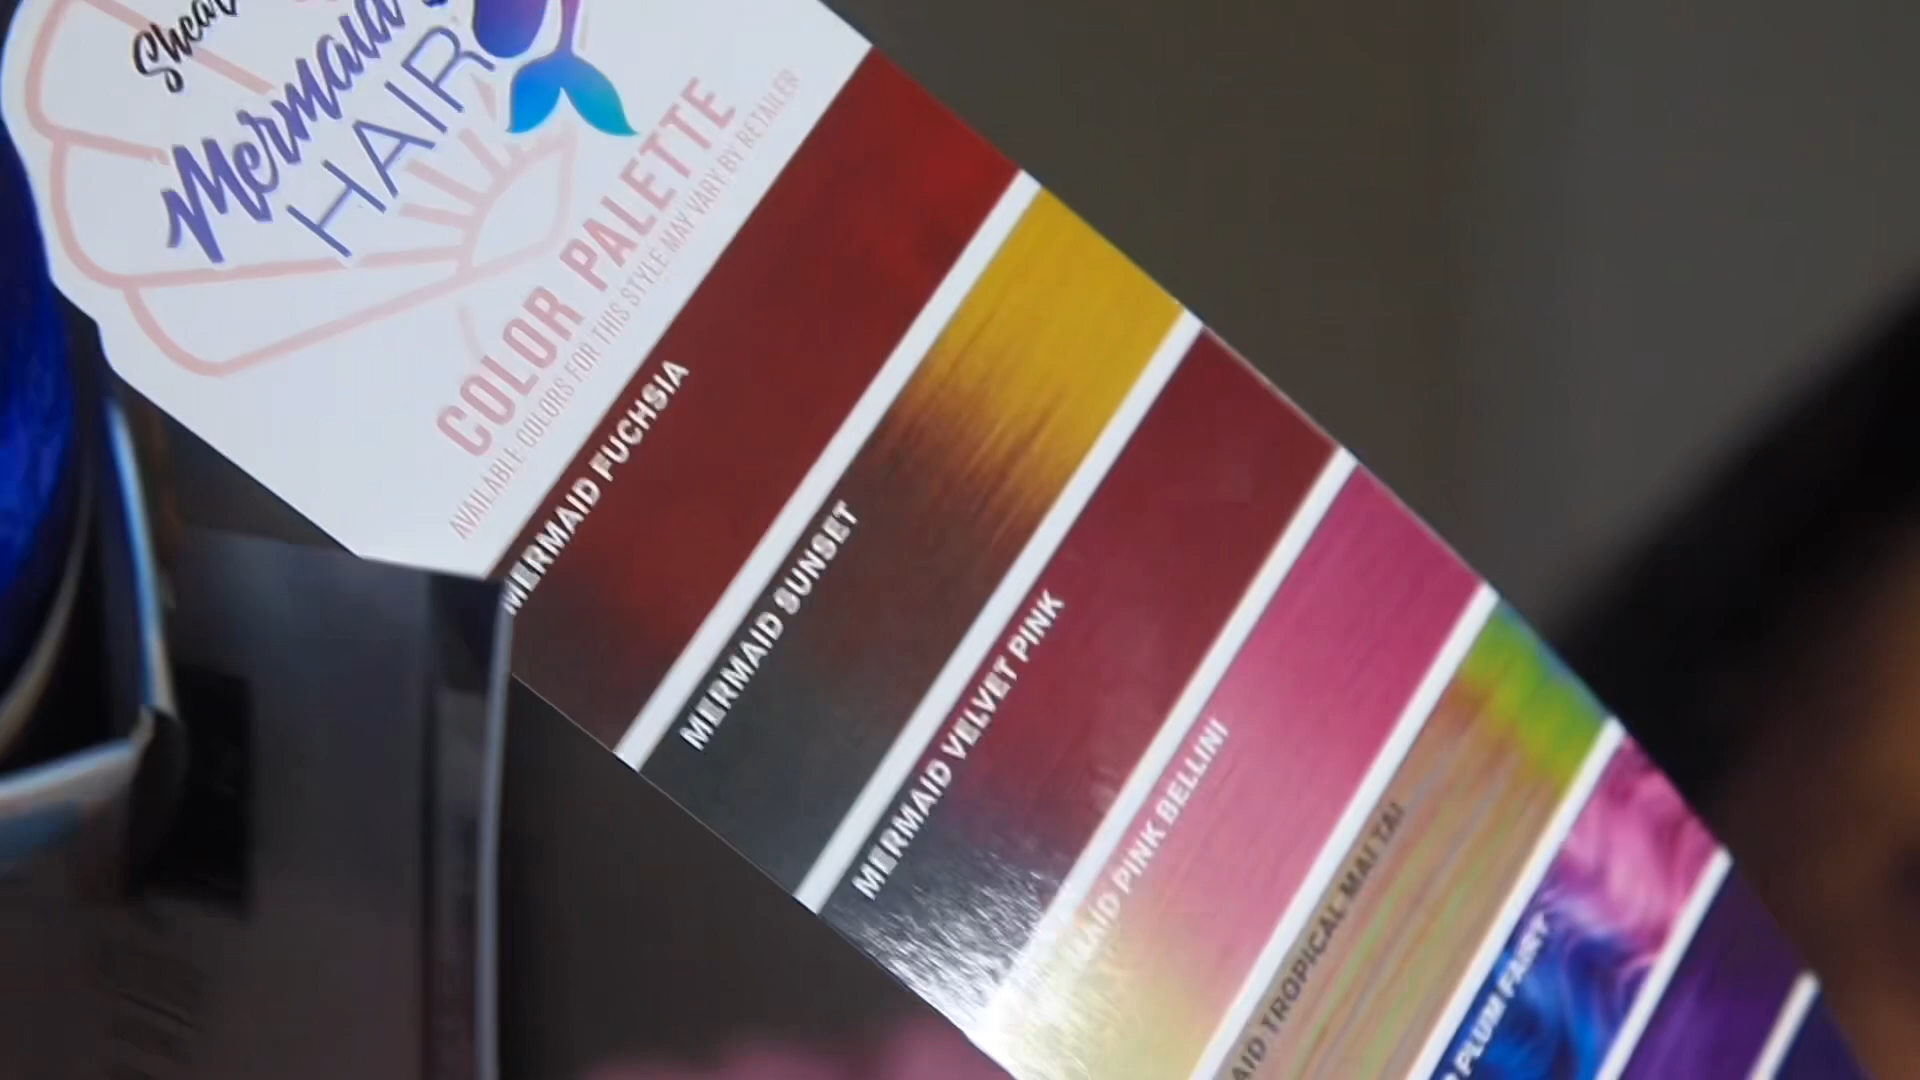 Mermaid
HAIR
COLOR PALETTE
AVAILABLE COLORS FOR THIS STYLE MAY VARY BY RETAILER
MERMAID FUCHSIA
MERMAID SUNSET
MERMAID VELVET PINK
PINK BELLINI
TROPICAL MAI TAI
PLUM FAIRY